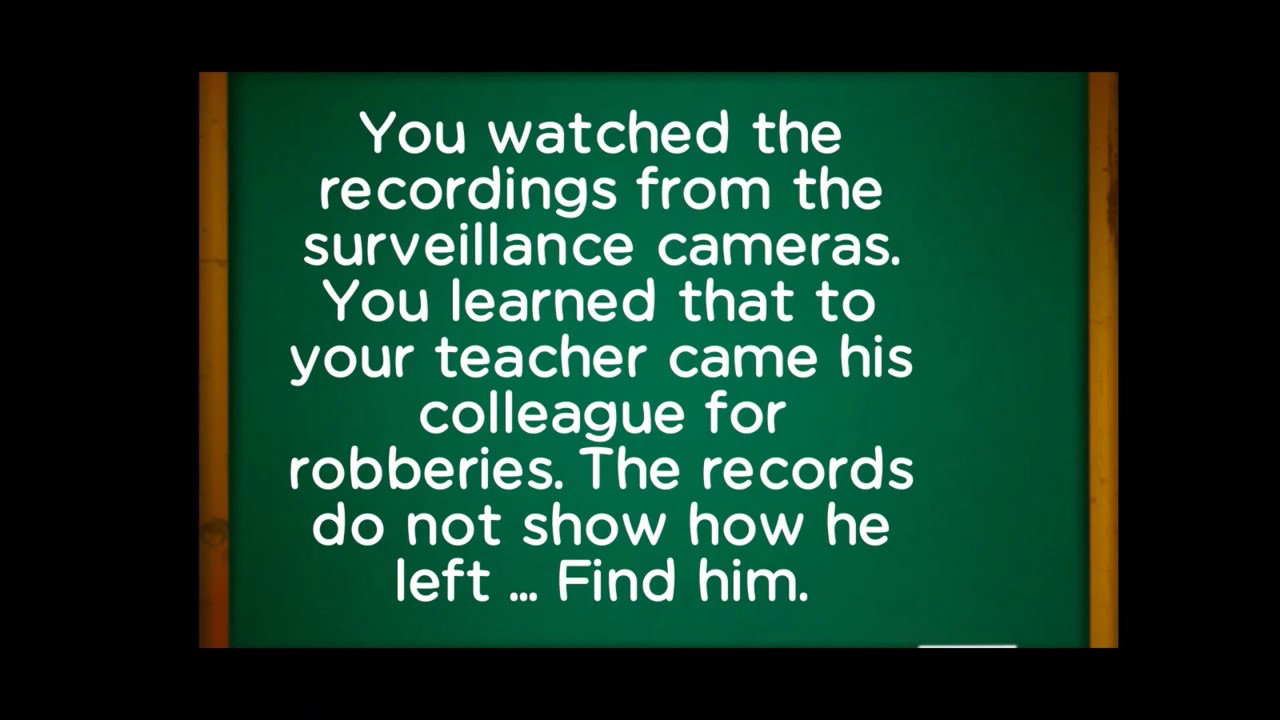 You watched the
recordings from the
surveillance cameras.
You learned that to
your teacher came his
colleague for
robberies. The records
do not show how he
left ... Find him.